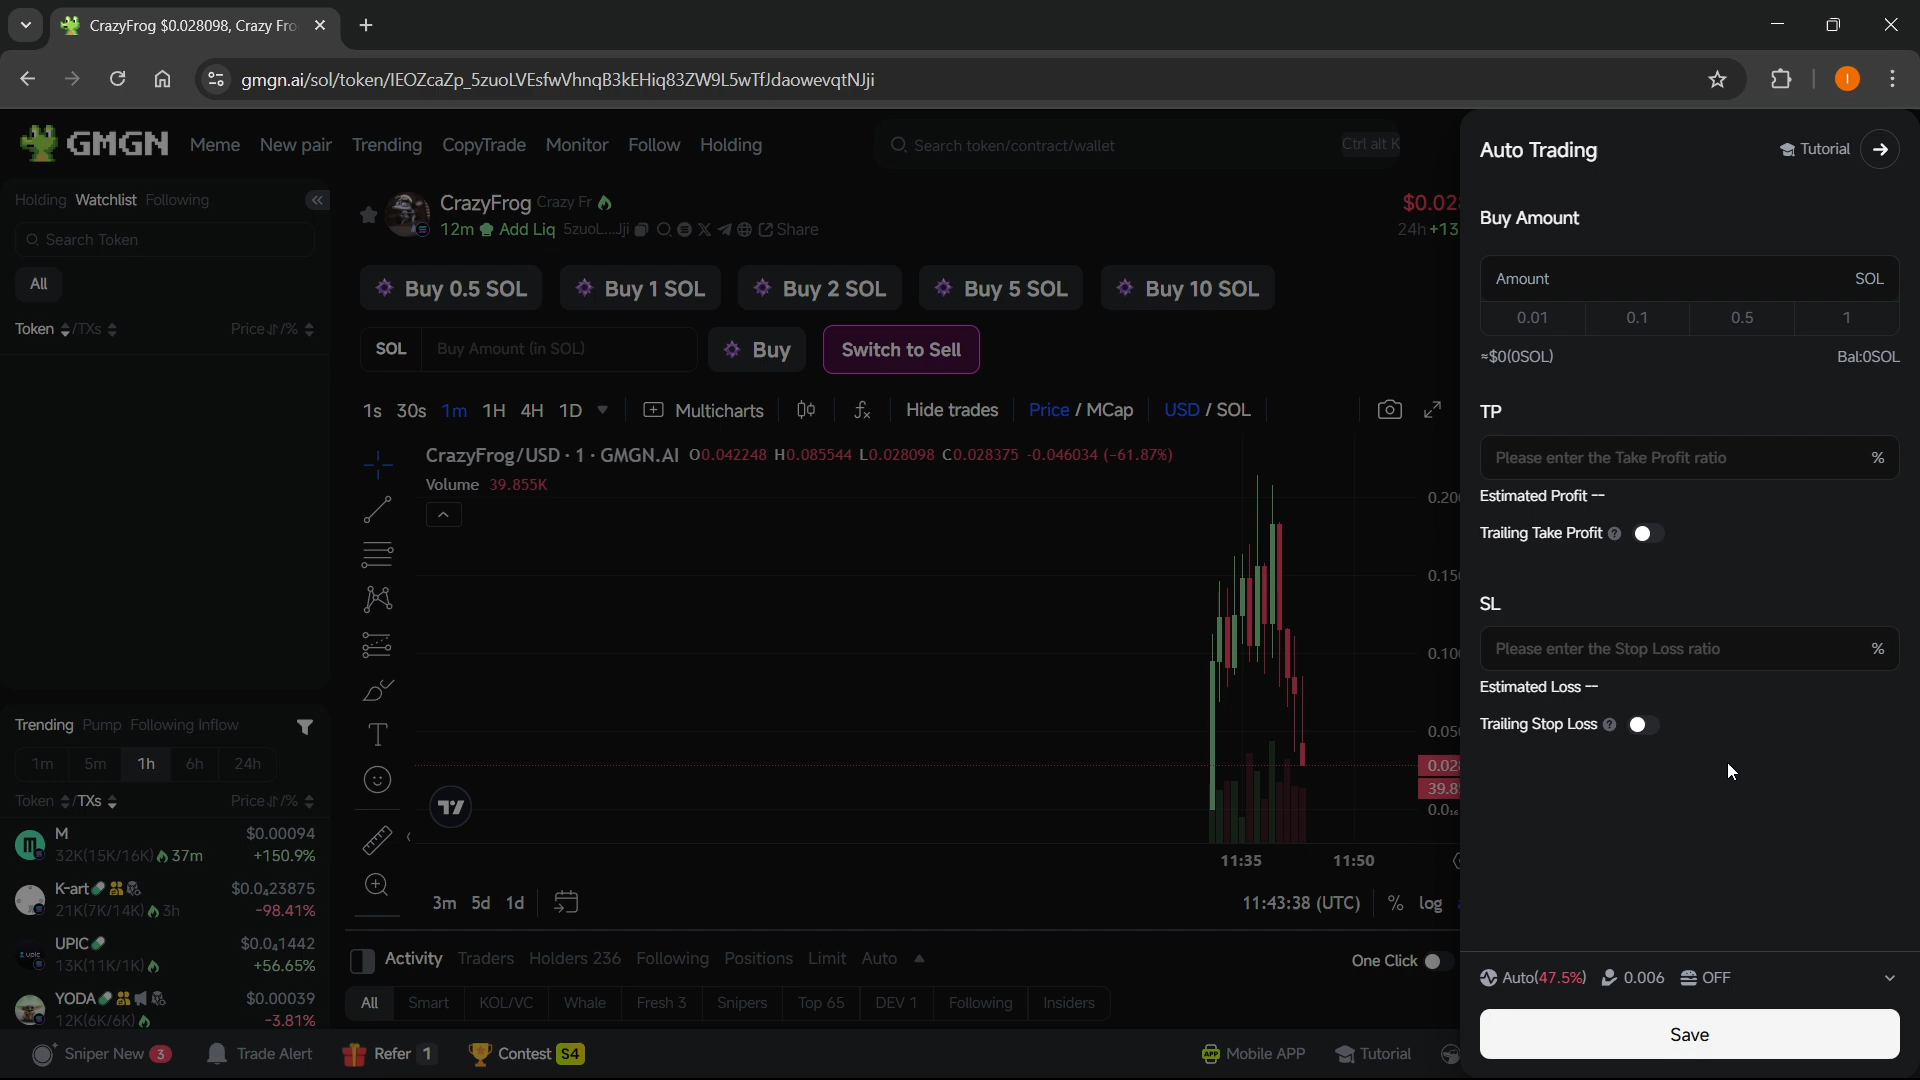 CrazyFrog $0.028098, Crazy Fro
gmgn.ai/sol/token/IEOZcaZp_5zuoLVEsfwVhnqB3kEHiq83ZW9L5wTfJdaowevqtNJji
I
GMGN Meme New pair Trending CopyTrade Monitor Follow Holding
Search token/contract/wallet Ctrl alt K
Holding Watchlist Following
Search Token
All
Token /TXs Price /%
CrazyFrog Crazy Fr
12m Add Liq 5zuoL...Jji Share
$0.028
24h +13
Buy 0.5 SOL Buy 1 SOL Buy 2 SOL Buy 5 SOL Buy 10 SOL
SOL Buy Amount (in SOL) Buy Switch to Sell
1s 30s 1m 1H 4H 1D Multicharts Hide trades Price / MCap USD / SOL
CrazyFrog/USD · 1 · GMGN.AI O0.042248 H0.085544 L0.028098 C0.028375 -0.046034 (-61.87%)
Volume 39.855K
0.20
0.15
0.10
0.05
0.02
39.8
0.0₁₆
11:35 11:50
3m 5d 1d 11:43:38 (UTC) % log
Trending Pump Following Inflow
1m 5m 1h 6h 24h
Token /TXs Price /%
M $0.00094
32K(15K/16K) 37m +150.9%
K-art $0.0₄23875
21K(7K/14K) 3h -98.41%
UPIC $0.0₄1442
13K(11K/1K) +56.65%
YODA $0.00039
12K(6K/6K) -3.81%
Activity Traders Holders 236 Following Positions Limit Auto One Click
All Smart KOL/VC Whale Fresh 3 Snipers Top 65 DEV 1 Following Insiders
Sniper New 3 Trade Alert Refer 1 Contest S4 APP Mobile APP Tutorial
Auto Trading Tutorial
Buy Amount
Amount SOL
0.01 0.1 0.5 1
≈$0(0SOL) Bal:0SOL
TP
Please enter the Take Profit ratio %
Estimated Profit --
Trailing Take Profit
SL
Please enter the Stop Loss ratio %
Estimated Loss --
Trailing Stop Loss
Auto(47.5%) 0.006 OFF
Save